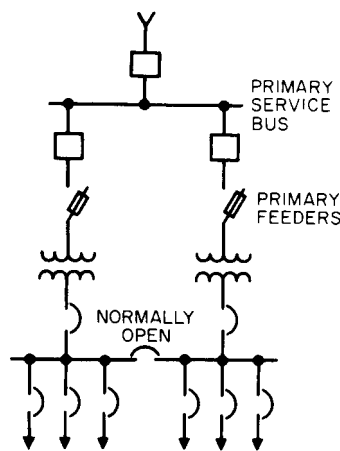 PRIMARY
SERVICE
BUS
PRIMARY
FEEDERS
NORMALLY
OPEN